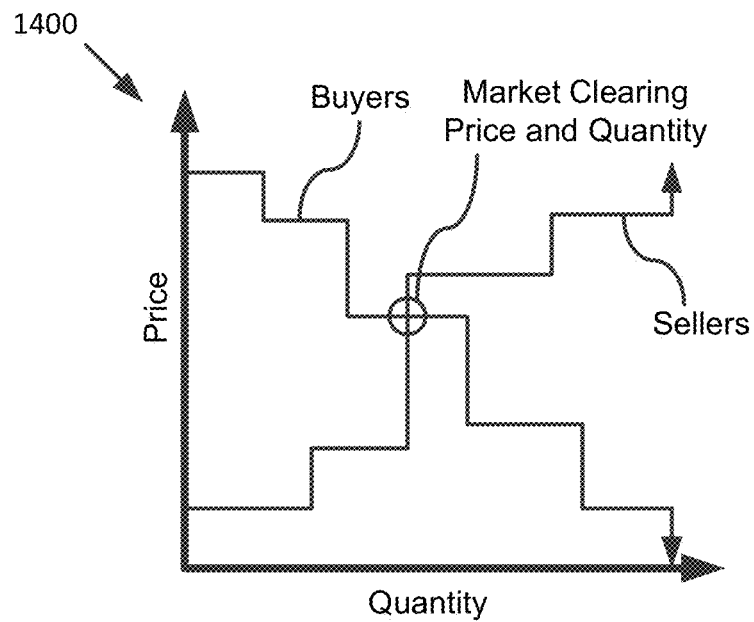 1400
Buyers
Market Clearing
Price and Quantity
Price
Sellers
Quantity